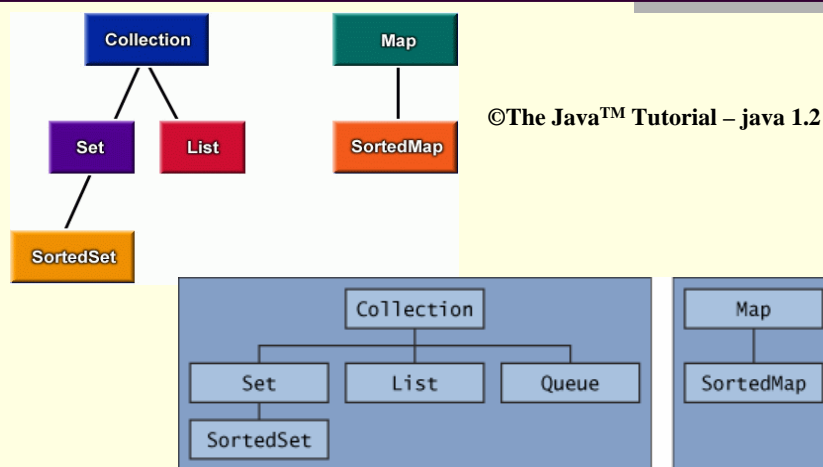 Collection
Map
©The Java™ Tutorial – java 1.2
Set
List
SortedMap
SortedSet
Collection
Map
Set
List
Queue
SortedMap
SortedSet